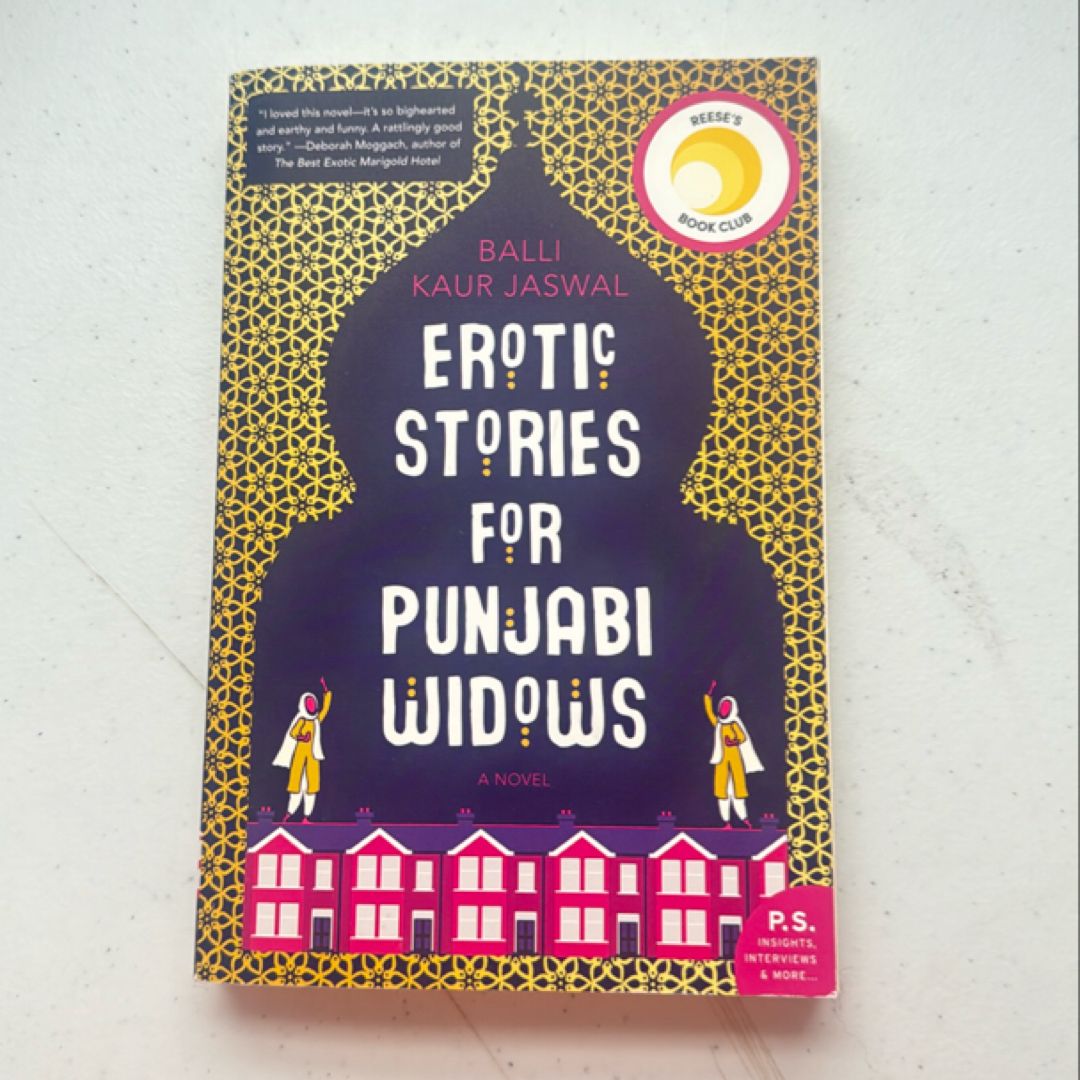 "I loved this novel—it's so bighearted
and earthy and funny. A rattlingly good
story." —Deborah Moggach, author of
The Best Exotic Marigold Hotel
REESE'S
BOOK CLUB
BALLI
KAUR JASWAL
EROTIC
STORIES
FOR
PUNJABI
WIDOWS
A NOVEL
P.S.
INSIGHTS,
INTERVIEWS
& MORE...